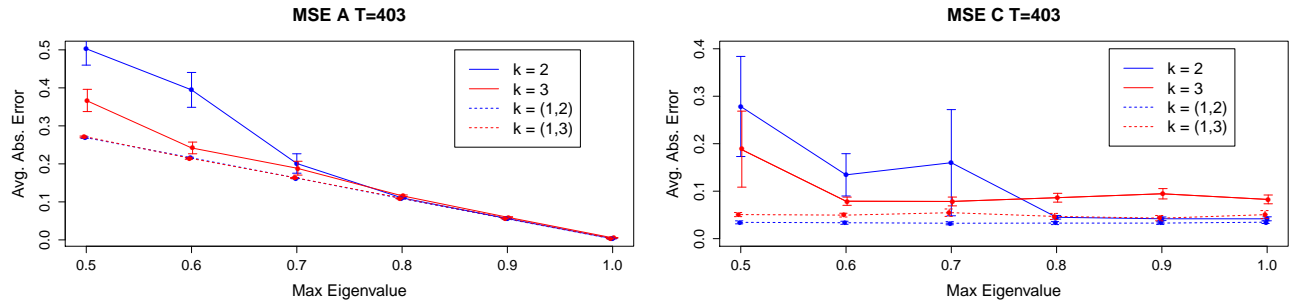 MSE A T=403
Avg. Abs. Error
0.0 0.1 0.2 0.3 0.4 0.5
k = 2
k = 3
k = (1,2)
k = (1,3)
0.5 0.6 0.7 0.8 0.9 1.0
Max Eigenvalue
MSE C T=403
Avg. Abs. Error
0.0 0.1 0.2 0.3 0.4
k = 2
k = 3
k = (1,2)
k = (1,3)
0.5 0.6 0.7 0.8 0.9 1.0
Max Eigenvalue